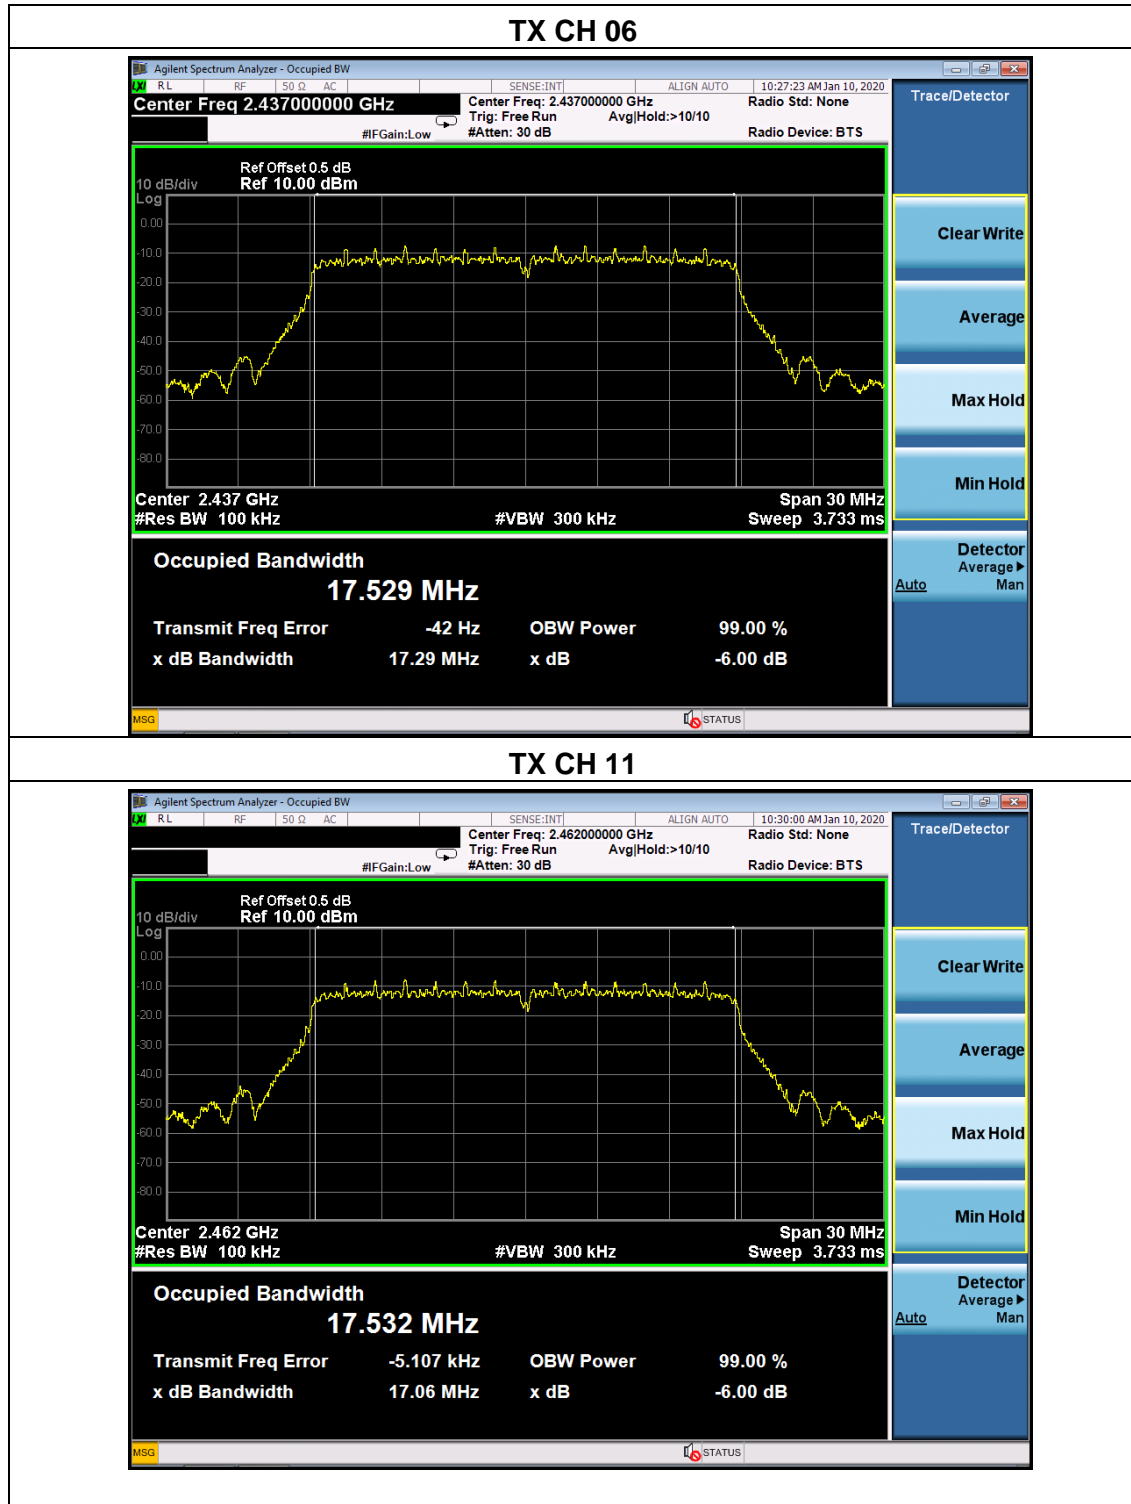 TX CH 06
Agilent Spectrum Analyzer - Occupied BW
LXI RL RF 50 Ω AC SENSE:INT ALIGN AUTO 10:27:23 AM Jan 10, 2020
Center Freq 2.437000000 GHz
Center Freq: 2.437000000 GHz Radio Std: None
Trig: Free Run Avg|Hold:>10/10
#IFGain:Low #Atten: 30 dB Radio Device: BTS
Trace/Detector
Ref Offset 0.5 dB
10 dB/div Ref 10.00 dBm
Log
0.00
-10.0
-20.0
-30.0
-40.0
-50.0
-60.0
-70.0
-80.0
Center 2.437 GHz Span 30 MHz
#Res BW 100 kHz #VBW 300 kHz Sweep 3.733 ms
Clear Write
Average
Max Hold
Min Hold
Detector
Average
Auto Man
Occupied Bandwidth
17.529 MHz
Transmit Freq Error -42 Hz OBW Power 99.00 %
x dB Bandwidth 17.29 MHz x dB -6.00 dB
MSG STATUS
TX CH 11
Agilent Spectrum Analyzer - Occupied BW
LXI RL RF 50 Ω AC SENSE:INT ALIGN AUTO 10:30:00 AM Jan 10, 2020
Center Freq: 2.462000000 GHz Radio Std: None
Trig: Free Run Avg|Hold:>10/10
#IFGain:Low #Atten: 30 dB Radio Device: BTS
Trace/Detector
Ref Offset 0.5 dB
10 dB/div Ref 10.00 dBm
Log
0.00
-10.0
-20.0
-30.0
-40.0
-50.0
-60.0
-70.0
-80.0
Center 2.462 GHz Span 30 MHz
#Res BW 100 kHz #VBW 300 kHz Sweep 3.733 ms
Clear Write
Average
Max Hold
Min Hold
Detector
Average
Auto Man
Occupied Bandwidth
17.532 MHz
Transmit Freq Error -5.107 kHz OBW Power 99.00 %
x dB Bandwidth 17.06 MHz x dB -6.00 dB
MSG STATUS